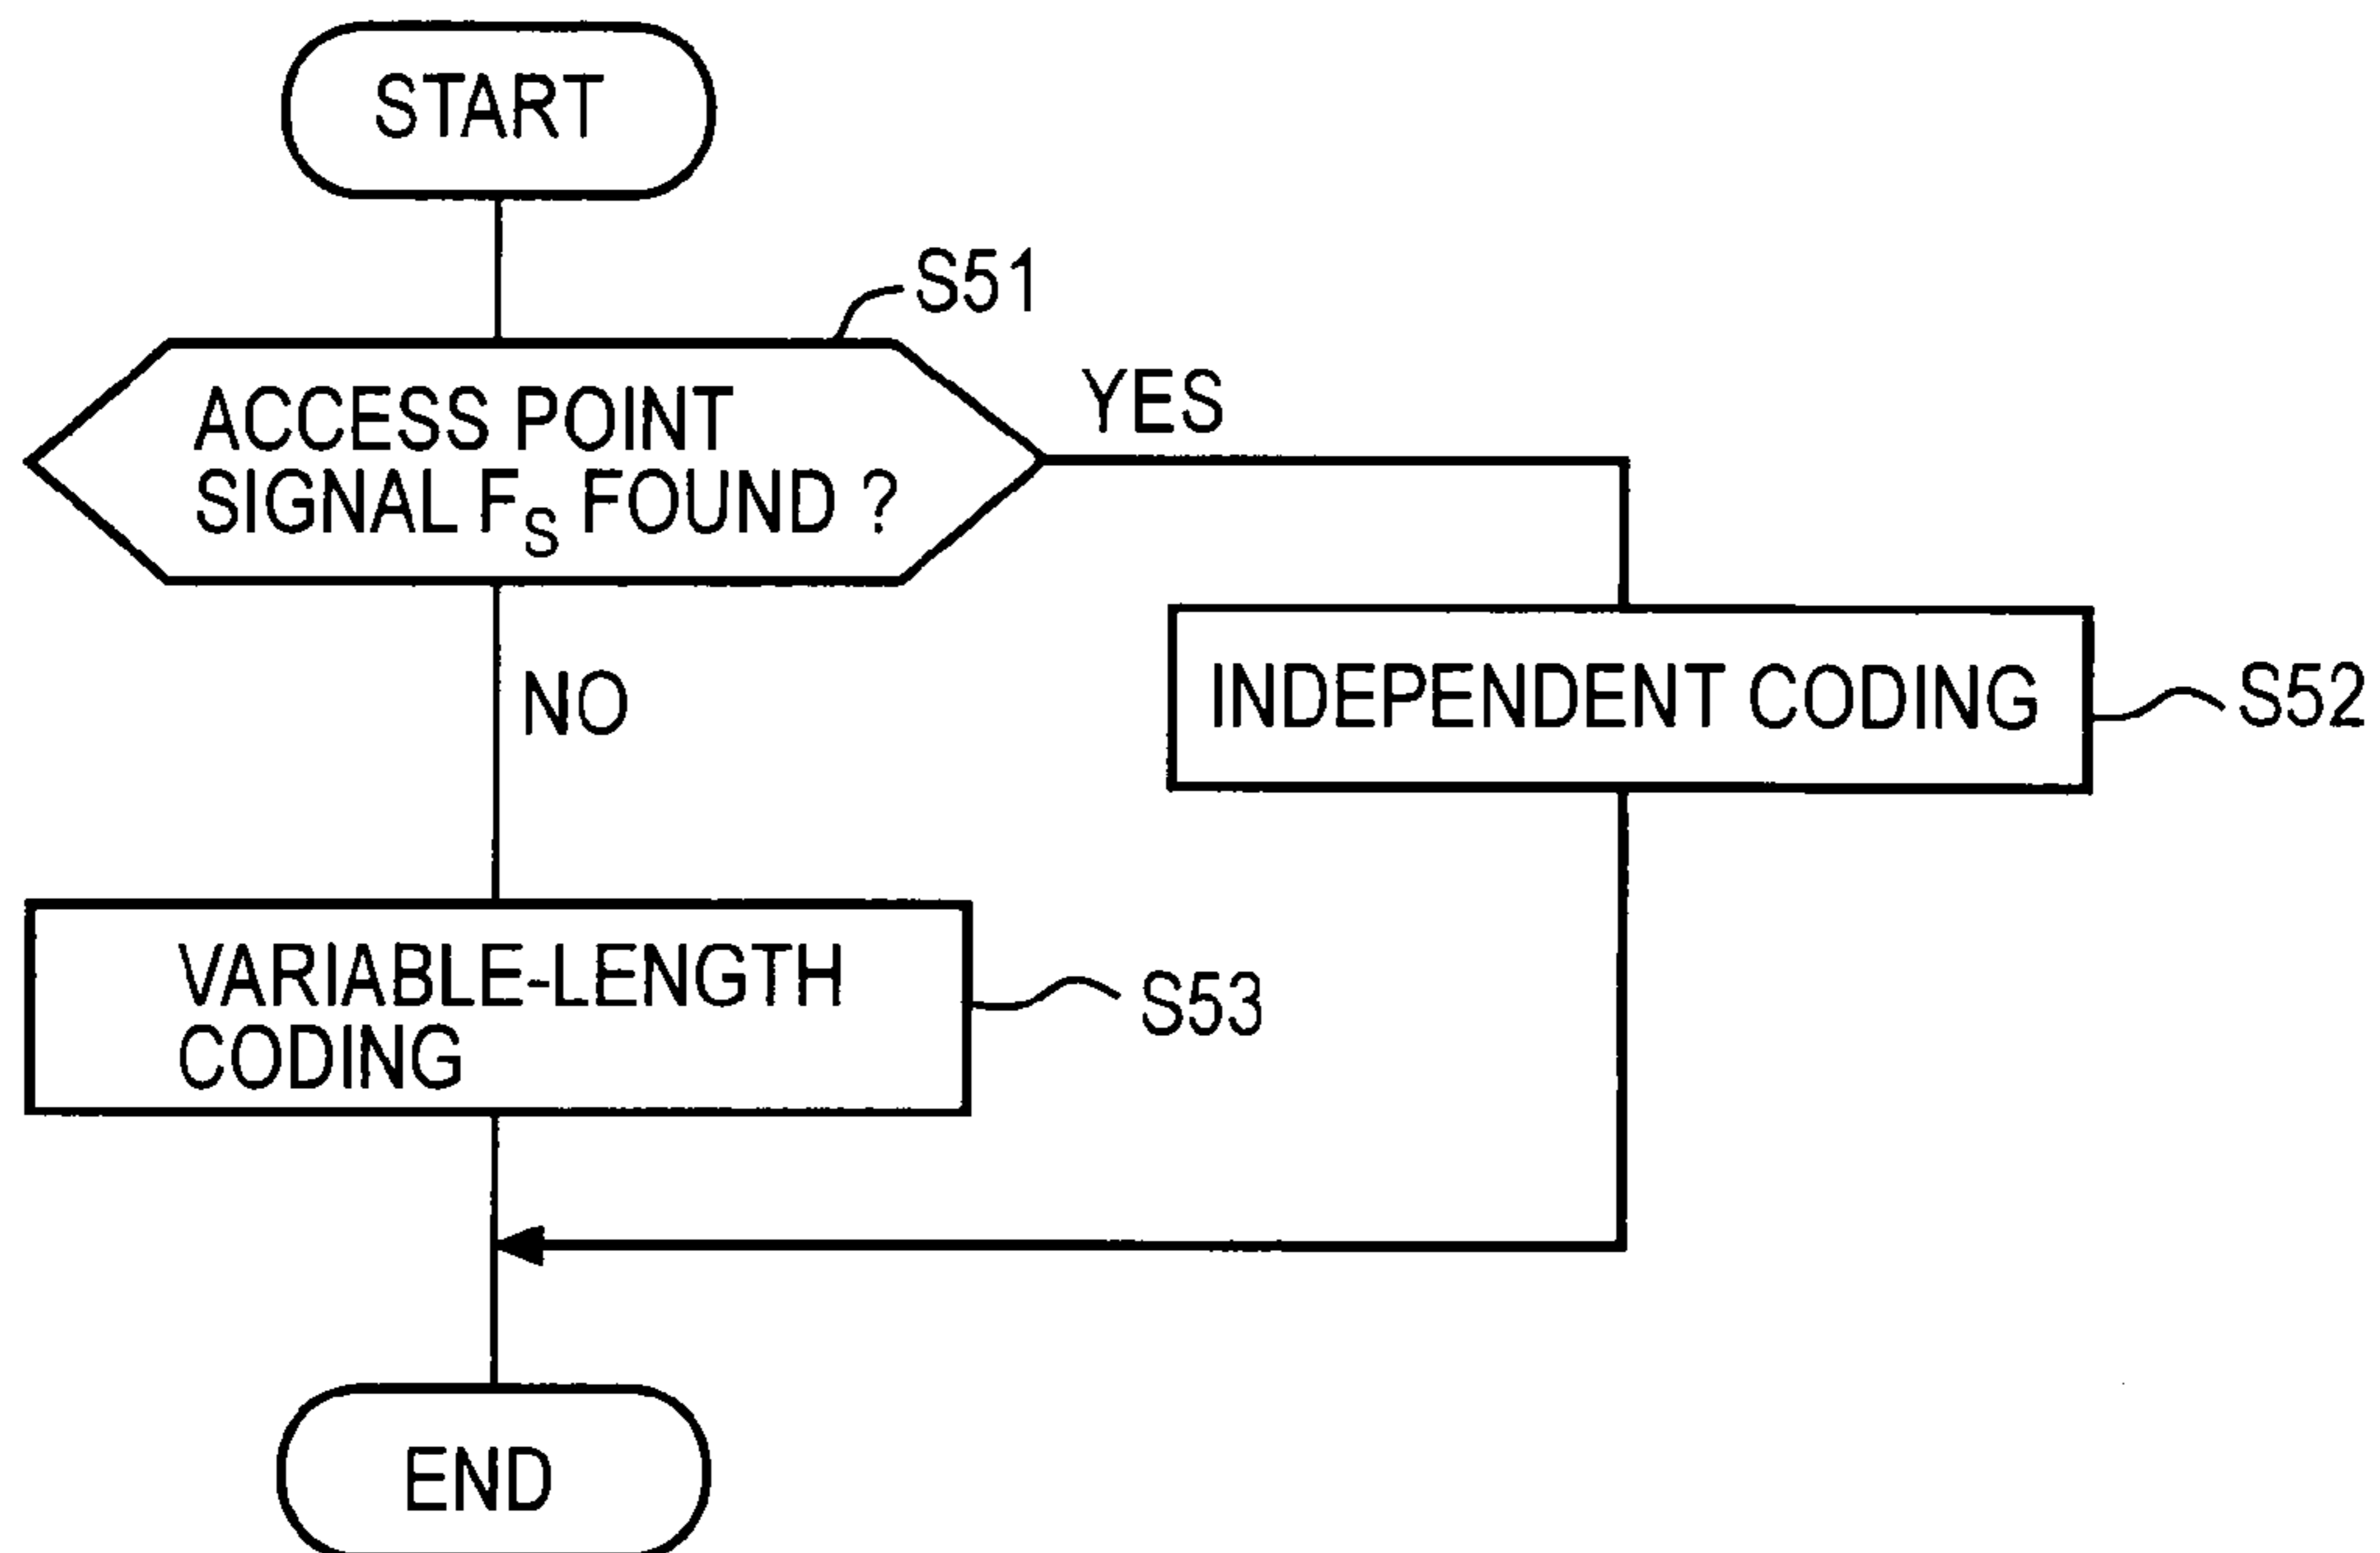 START
S51
ACCESS POINT
SIGNAL FS FOUND ?
YES
NO
INDEPENDENT CODING
S52
VARIABLE-LENGTH
CODING
S53
END